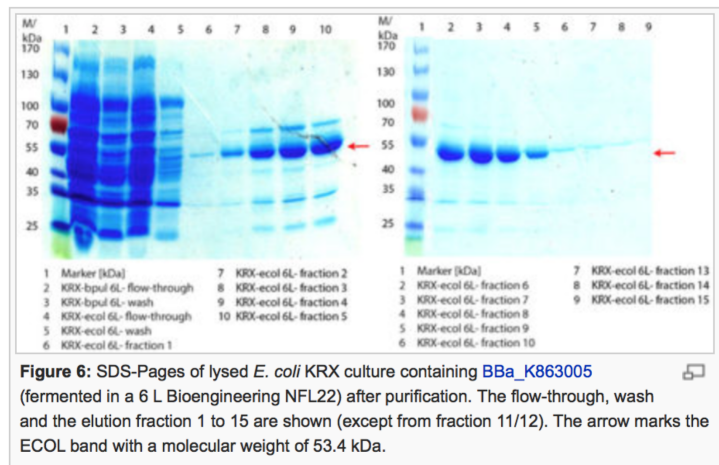 M/
kDa
1 2 3 4 5 6 7 8 9 10
170
130
100
70
55
40
35
25
1 Marker [kDa]
2 KRX-bpul 6L- flow-through
3 KRX-bpul 6L- wash
4 KRX-ecol 6L- flow-through
5 KRX-ecol 6L- wash
6 KRX-ecol 6L- fraction 1
7 KRX-ecol 6L- fraction 2
8 KRX-ecol 6L- fraction 3
9 KRX-ecol 6L- fraction 4
10 KRX-ecol 6L- fraction 5
M/
kDa
1 2 3 4 5 6 7 8 9
170
130
100
70
55
40
35
25
1 Marker [kDa]
2 KRX-ecol 6L- fraction 6
3 KRX-ecol 6L- fraction 7
4 KRX-ecol 6L- fraction 8
5 KRX-ecol 6L- fraction 9
6 KRX-ecol 6L- fraction 10
7 KRX-ecol 6L- fraction 13
8 KRX-ecol 6L- fraction 14
9 KRX-ecol 6L- fraction 15
Figure 6: SDS-Pages of lysed E. coli KRX culture containing BBa_K863005
(fermented in a 6 L Bioengineering NFL22) after purification. The flow-through, wash
and the elution fraction 1 to 15 are shown (except from fraction 11/12). The arrow marks the
ECOL band with a molecular weight of 53.4 kDa.